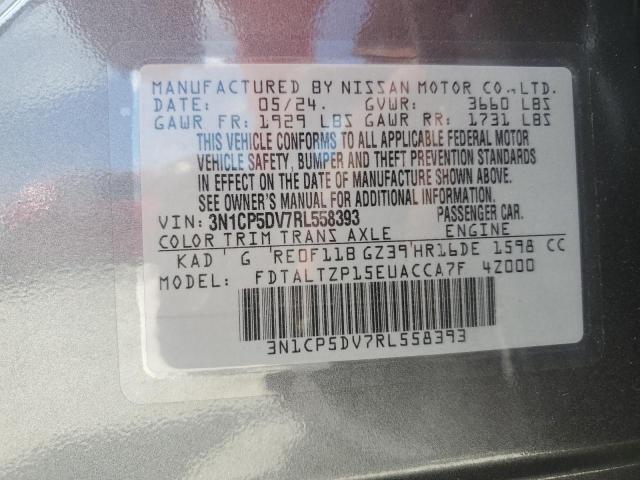 MANUFACTURED BY NISSAN MOTOR CO., LTD.
DATE: 05/24. GVWR: 3660 LBS
GAWR FR: 1929 LBS GAWR RR: 1731 LBS
THIS VEHICLE CONFORMS TO ALL APPLICABLE FEDERAL MOTOR
VEHICLE SAFETY, BUMPER AND THEFT PREVENTION STANDARDS
IN EFFECT ON THE DATE OF MANUFACTURE SHOWN ABOVE.
SEE OWNER'S MANUAL FOR ADDITIONAL INFORMATION.
VIN: 3N1CP5DV7RL558393 PASSENGER CAR.
COLOR TRIM TRANS AXLE ENGINE
KAD G RE0F11B GZ39 HR16DE 1598 CC
MODEL: FDTALTZP15EUACCA7F 4Z000
3N1CP5DV7RL558393